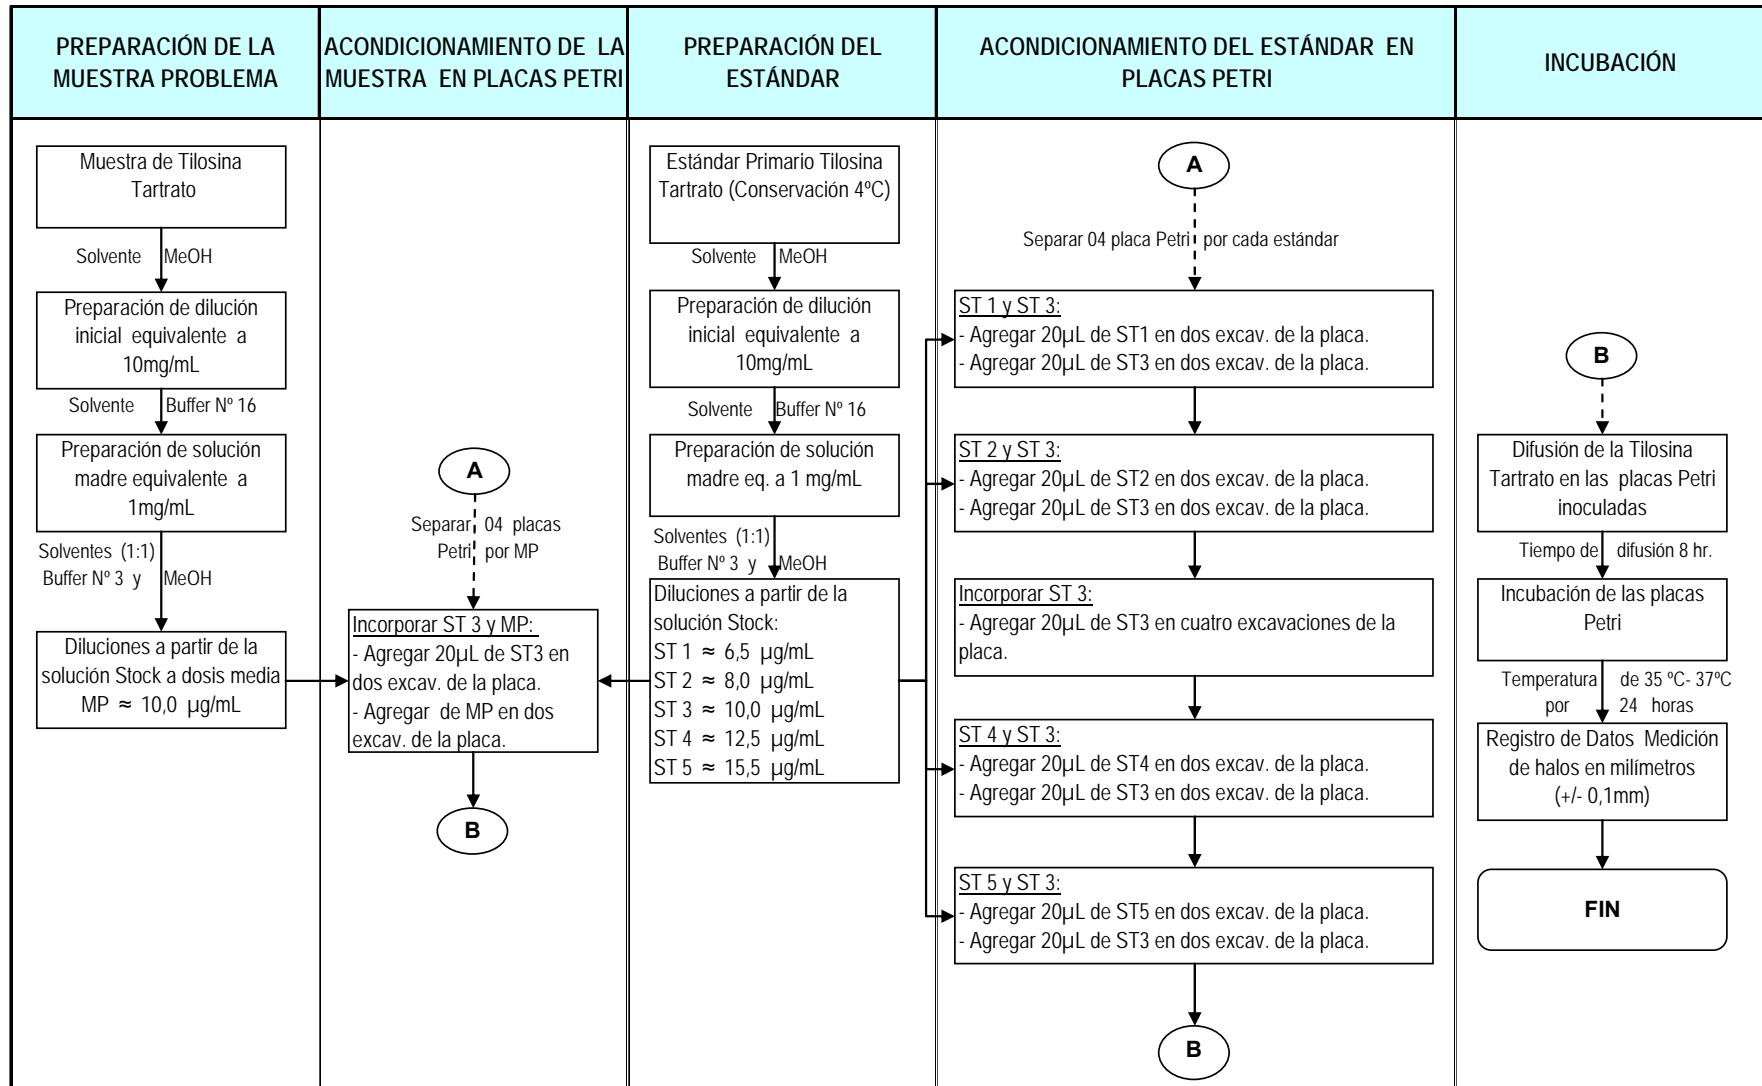 PREPARACIÓN DE LA
MUESTRA PROBLEMA
ACONDICIONAMIENTO DE LA
MUESTRA EN PLACAS PETRI
PREPARACIÓN DEL
ESTÁNDAR
ACONDICIONAMIENTO DEL ESTÁNDAR EN
PLACAS PETRI
INCUBACIÓN
Muestra de Tilosina
Tartrato
Solvente MeOH
Preparación de dilución
inicial equivalente a
10mg/mL
Solvente Buffer Nº 16
Preparación de solución
madre equivalente a
1mg/mL
Solventes (1:1)
Buffer Nº 3 y MeOH
Diluciones a partir de la
solución Stock a dosis media
MP ≈ 10,0 µg/mL
A
Separar 04 placas
Petri por MP
Incorporar ST 3 y MP:
- Agregar 20µL de ST3 en
dos excav. de la placa.
- Agregar de MP en dos
excav. de la placa.
B
Estándar Primario Tilosina
Tartrato (Conservación 4ºC)
Solvente MeOH
Preparación de dilución
inicial equivalente a
10mg/mL
Solvente Buffer Nº 16
Preparación de solución
madre eq. a 1 mg/mL
Solventes (1:1)
Buffer Nº 3 y MeOH
Diluciones a partir de la
solución Stock:
ST 1 ≈ 6,5 µg/mL
ST 2 ≈ 8,0 µg/mL
ST 3 ≈ 10,0 µg/mL
ST 4 ≈ 12,5 µg/mL
ST 5 ≈ 15,5 µg/mL
A
Separar 04 placa Petri por cada estándar
ST 1 y ST 3:
- Agregar 20µL de ST1 en dos excav. de la placa.
- Agregar 20µL de ST3 en dos excav. de la placa.
ST 2 y ST 3:
- Agregar 20µL de ST2 en dos excav. de la placa.
- Agregar 20µL de ST3 en dos excav. de la placa.
Incorporar ST 3:
- Agregar 20µL de ST3 en cuatro excavaciones de la
placa.
ST 4 y ST 3:
- Agregar 20µL de ST4 en dos excav. de la placa.
- Agregar 20µL de ST3 en dos excav. de la placa.
ST 5 y ST 3:
- Agregar 20µL de ST5 en dos excav. de la placa.
- Agregar 20µL de ST3 en dos excav. de la placa.
B
B
Difusión de la Tilosina
Tartrato en las placas Petri
inoculadas
Tiempo de difusión 8 hr.
Incubación de las placas
Petri
Temperatura de 35 ºC- 37ºC
por 24 horas
Registro de Datos Medición
de halos en milímetros
(+/- 0,1mm)
FIN